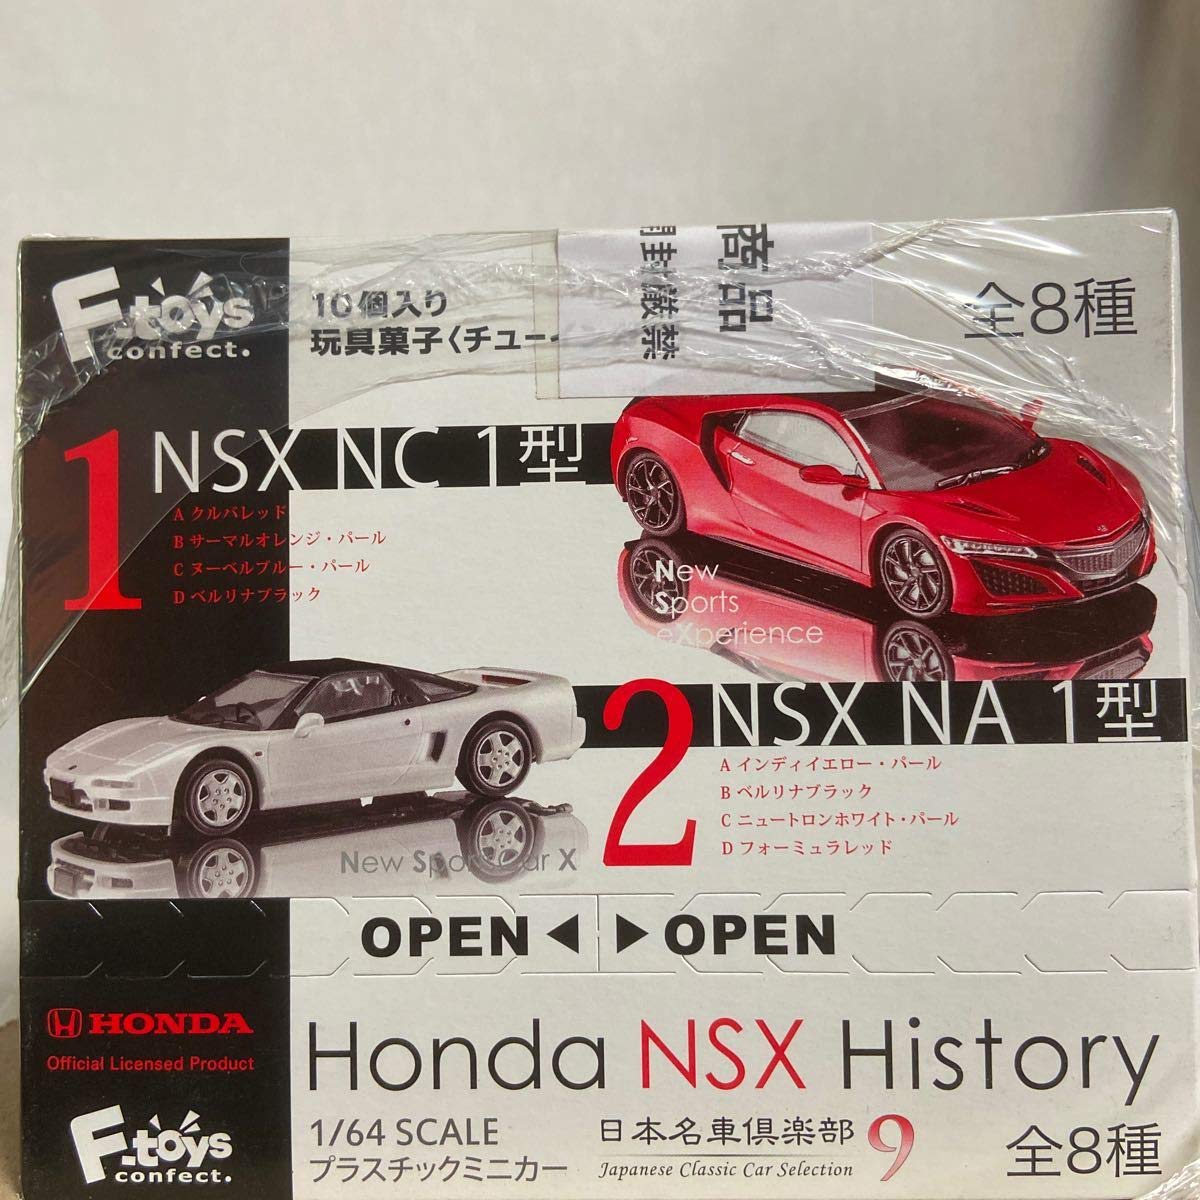 F-toys
confect.
10個入り
玩具菓子〈チューイ
商品
開封厳禁
全8種
1 NSX NC 1型
A クルバレッド
B サーマルオレンジ・パール
C ヌーベルブルー・パール
D ベルリナブラック
New
Sports
eXperience
2 NSX NA 1型
A インディイエロー・パール
B ベルリナブラック
C ニュートロンホワイト・パール
D フォーミュラレッド
New Sports Car X
OPEN ◀ ▶ OPEN
HONDA
Official Licensed Product
Honda NSX History
F-toys
confect.
1/64 SCALE
プラスチックミニカー
日本名車倶楽部 9
Japanese Classic Car Selection
全8種